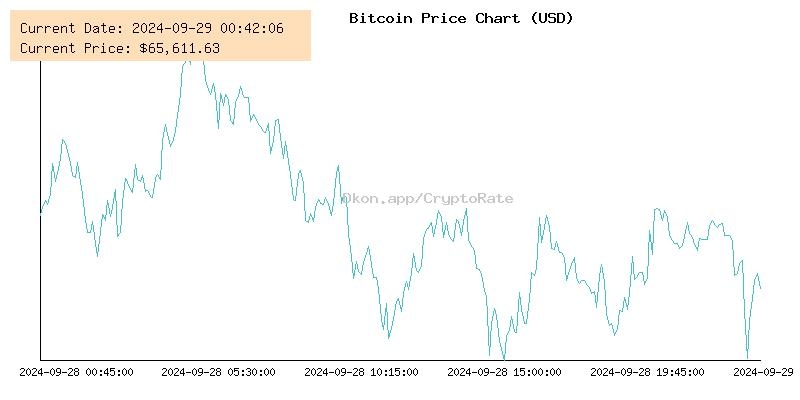 Bitcoin Price Chart (USD)
Current Date: 2024-09-29 00:42:06
Current Price: $65,611.63
0kon.app/CryptoRate
2024-09-28 00:45:00 2024-09-28 05:30:00 2024-09-28 10:15:00 2024-09-28 15:00:00 2024-09-28 19:45:00 2024-09-29